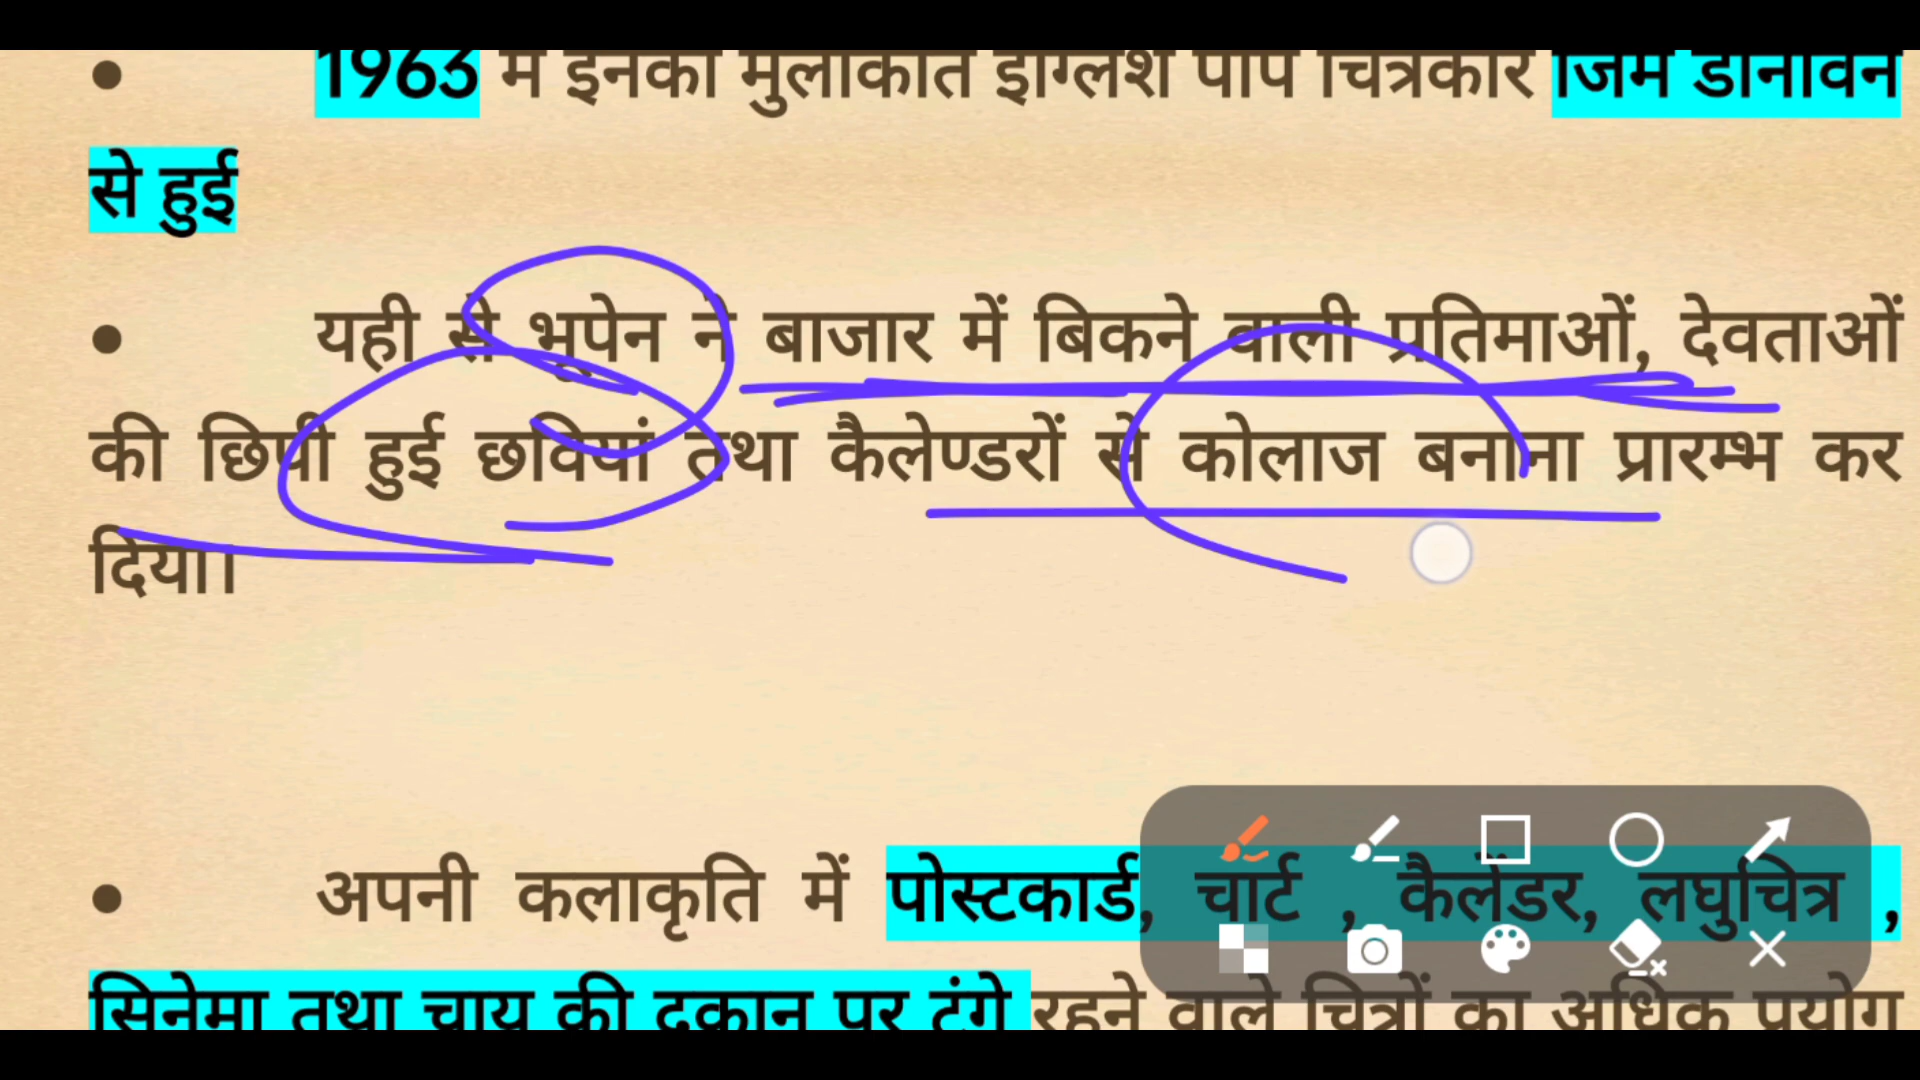 1963 में इनकी मुलाकात इंग्लिश पॉप चित्रकार जिम डोनोवन
से हुई
यही से भूपेन ने बाजार में बिकने वाली प्रतिमाओं, देवताओं
की छिपी हुई छवियां तथा कैलेण्डरों से कोलाज बनाना प्रारम्भ कर
दिया।
अपनी कलाकृति में पोस्टकार्ड, चार्ट , कैलेंडर, लघुचित्र ,
सिनेमा तथा चाय की दुकान पर टंगे रहने वाले चित्रों का अधिक प्रयोग